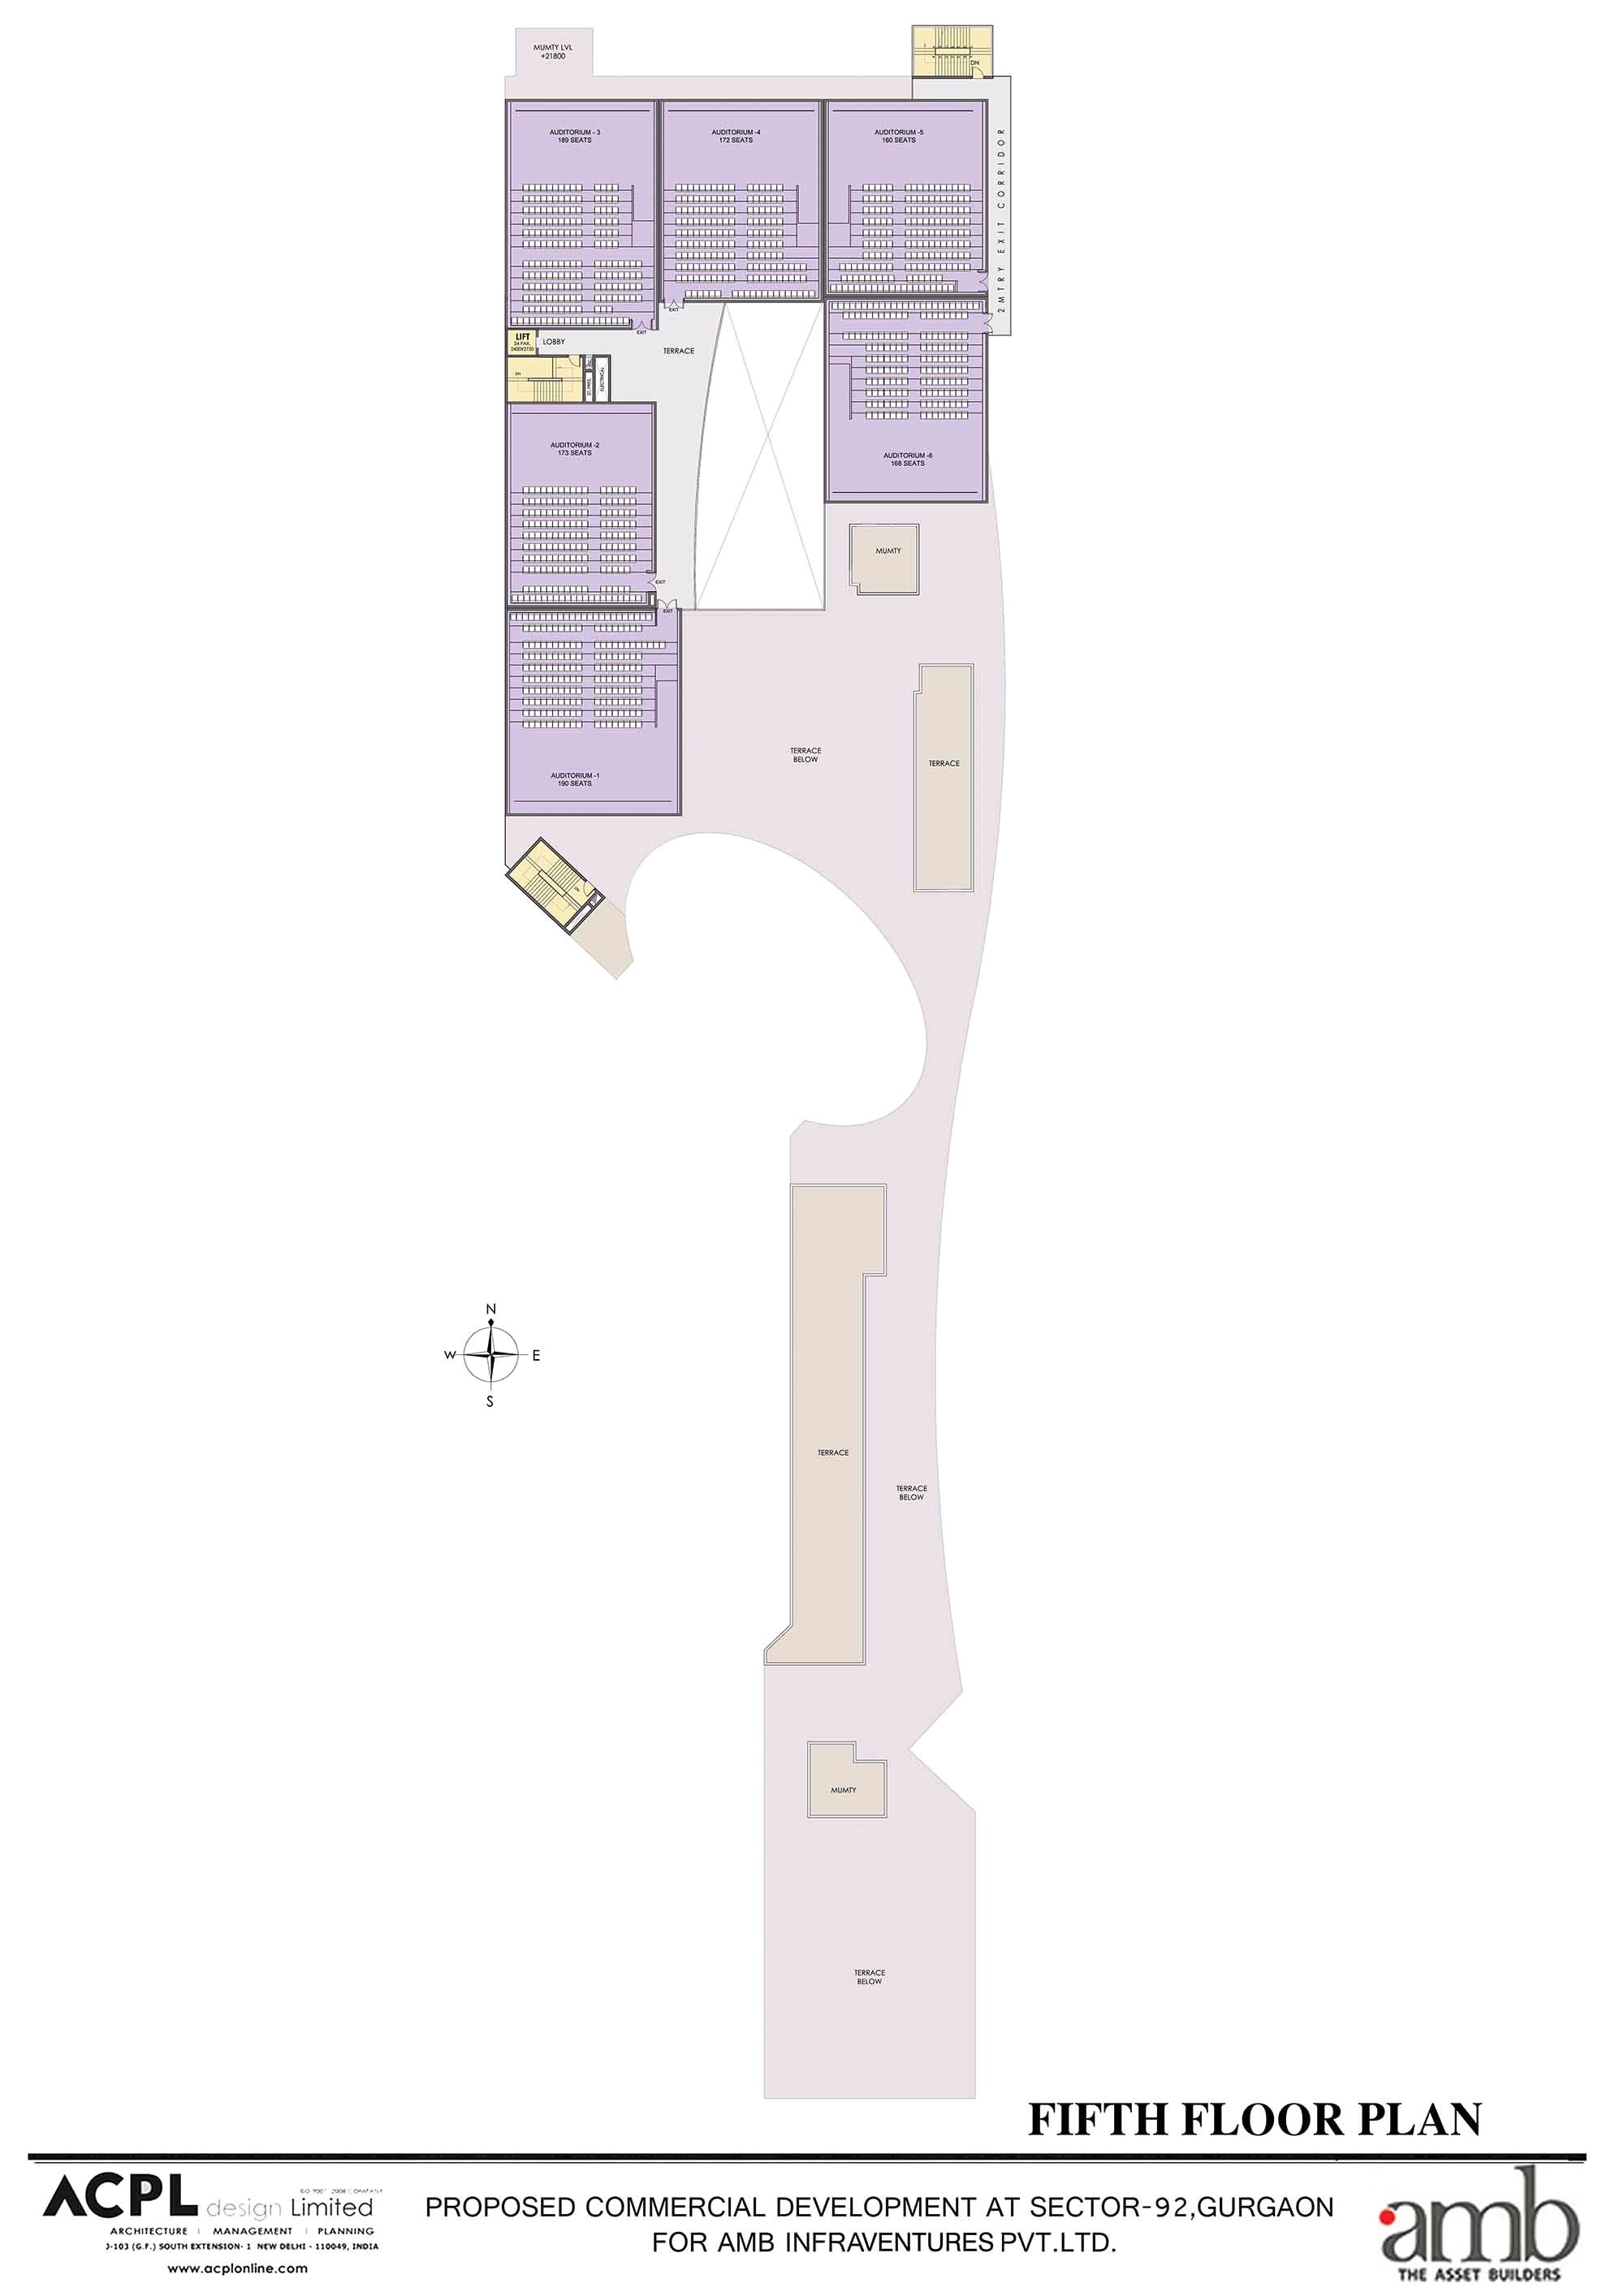 MUMTY LVL
+21800
DN
AUDITORIUM - 3
189 SEATS
AUDITORIUM -4
172 SEATS
AUDITORIUM -5
160 SEATS
2 MTRY EXIT CORRIDOR
EXIT
EXIT
LIFT
24 PAX.
2400X2750
LOBBY
TERRACE
DN
ELECTRICAL
AUDITORIUM -2
173 SEATS
AUDITORIUM -6
168 SEATS
MUMTY
EXIT
EXIT
AUDITORIUM -1
190 SEATS
TERRACE
BELOW
TERRACE
DN
N
W
E
S
TERRACE
TERRACE
BELOW
MUMTY
TERRACE
BELOW
FIFTH FLOOR PLAN
ACPL
design Limited
ISO 9001 2008 COMPANY
ARCHITECTURE | MANAGEMENT | PLANNING
J-103 (G.F.) SOUTH EXTENSION- 1 NEW DELHI - 110049, INDIA
www.acplonline.com
PROPOSED COMMERCIAL DEVELOPMENT AT SECTOR-92,GURGAON
FOR AMB INFRAVENTURES PVT.LTD.
amb
THE ASSET BUILDERS